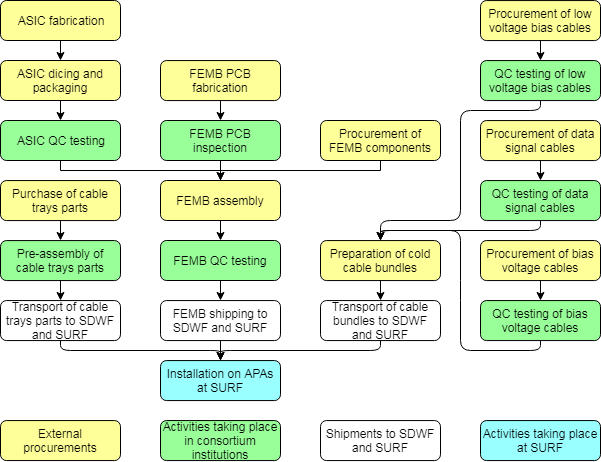 ASIC fabrication
Procurement of low
voltage bias cables
ASIC dicing and
packaging
FEMB PCB
fabrication
QC testing of low
voltage bias cables
ASIC QC testing
FEMB PCB
inspection
Procurement of
FEMB components
Procurement of data
signal cables
Purchase of cable
trays parts
FEMB assembly
QC testing of data
signal cables
Pre-assembly of
cable trays parts
FEMB QC testing
Preparation of cold
cable bundles
Procurement of bias
voltage cables
Transport of cable
trays parts to SDWF
and SURF
FEMB shipping to
SDWF and SURF
Transport of cable
bundles to SDWF
and SURF
QC testing of bias
voltage cables
Installation on APAs
at SURF
External
procurements
Activities taking place
in consortium
institutions
Shipments to SDWF
and SURF
Activities taking place
at SURF